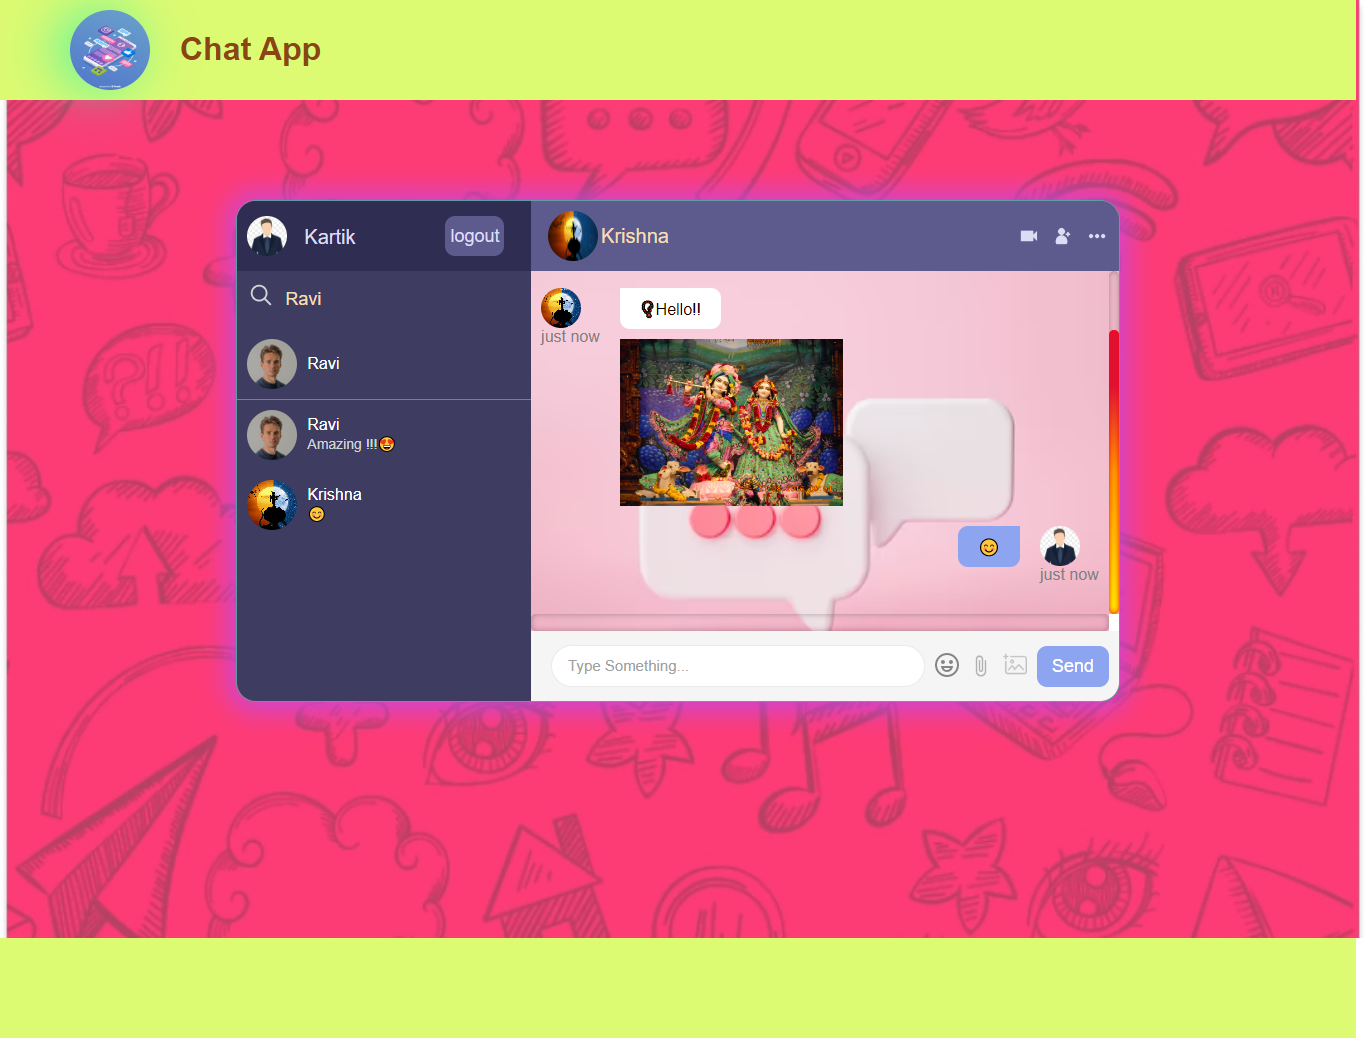 Chat App
Kartik
logout
Ravi
Ravi
Ravi
Amazing !!!🤩
Krishna
😊
Krishna
Hello!!
just now
😊
just now
Type Something...
Send